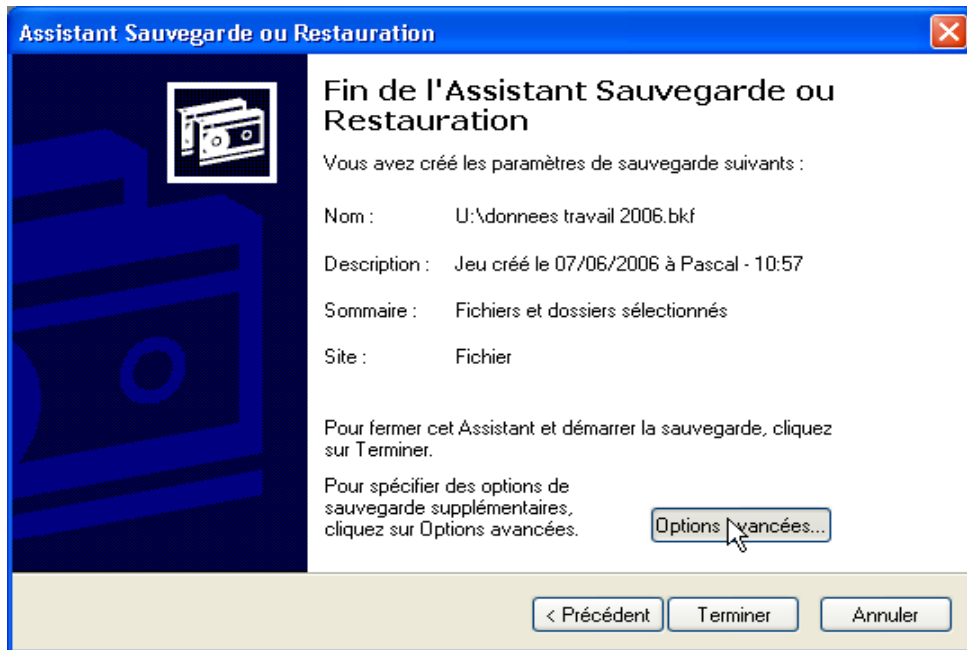 Assistant Sauvegarde ou Restauration
Fin de l'Assistant Sauvegarde ou
Restauration
Vous avez créé les paramètres de sauvegarde suivants :
Nom : U:\donnees travail 2006.bkf
Description : Jeu créé le 07/06/2006 à Pascal - 10:57
Sommaire : Fichiers et dossiers sélectionnés
Site : Fichier
Pour fermer cet Assistant et démarrer la sauvegarde, cliquez
sur Terminer.
Pour spécifier des options de
sauvegarde supplémentaires,
cliquez sur Options avancées.
Options avancées...
< Précédent Terminer Annuler